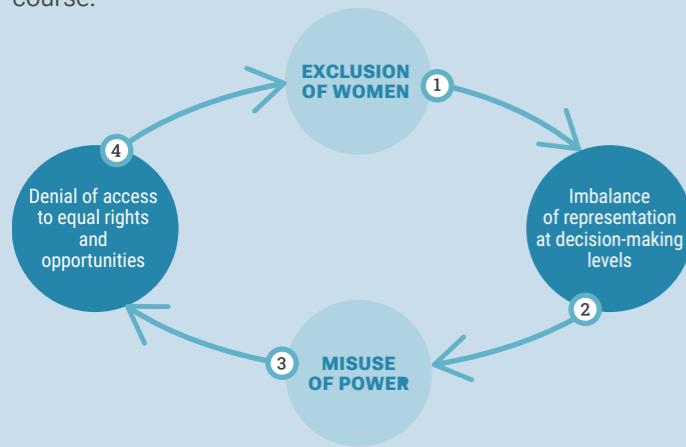 course.
EXCLUSION
OF WOMEN
1
Imbalance
of representation
at decision-making
levels
2
MISUSE
OF POWER
3
Denial of access
to equal rights
and
opportunities
4